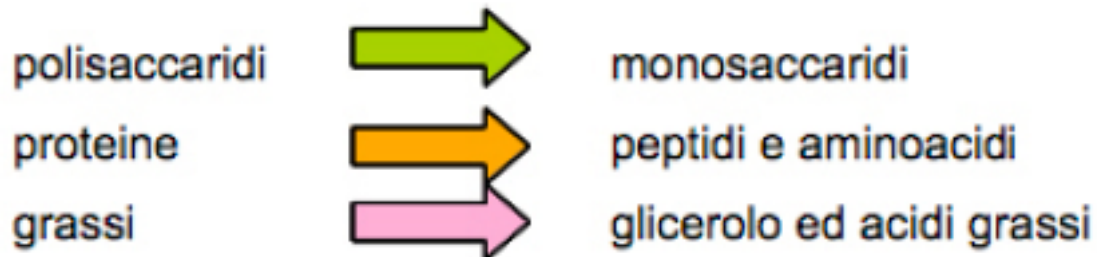 polisaccaridi monosaccaridi
proteine peptidi e aminoacidi
grassi glicerolo ed acidi grassi